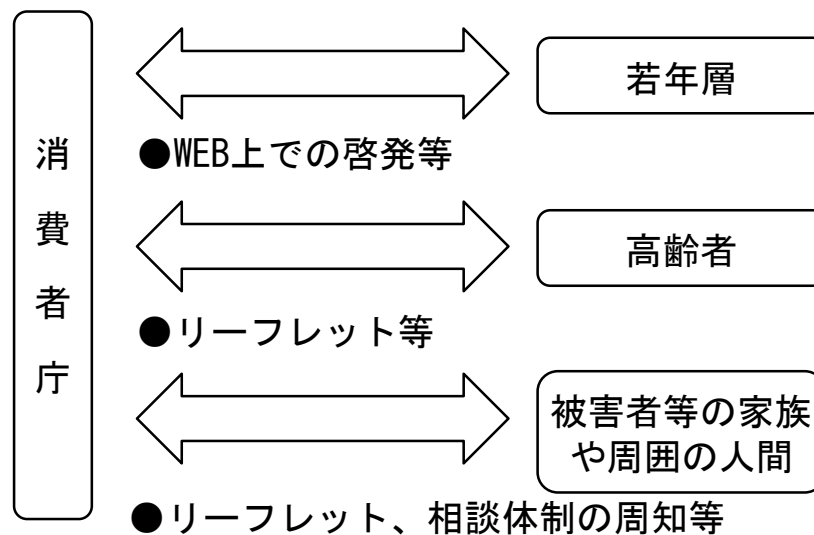 消費者庁
若年層
●WEB上での啓発等
高齢者
●リーフレット等
被害者等の家族
や周囲の人間
●リーフレット、相談体制の周知等